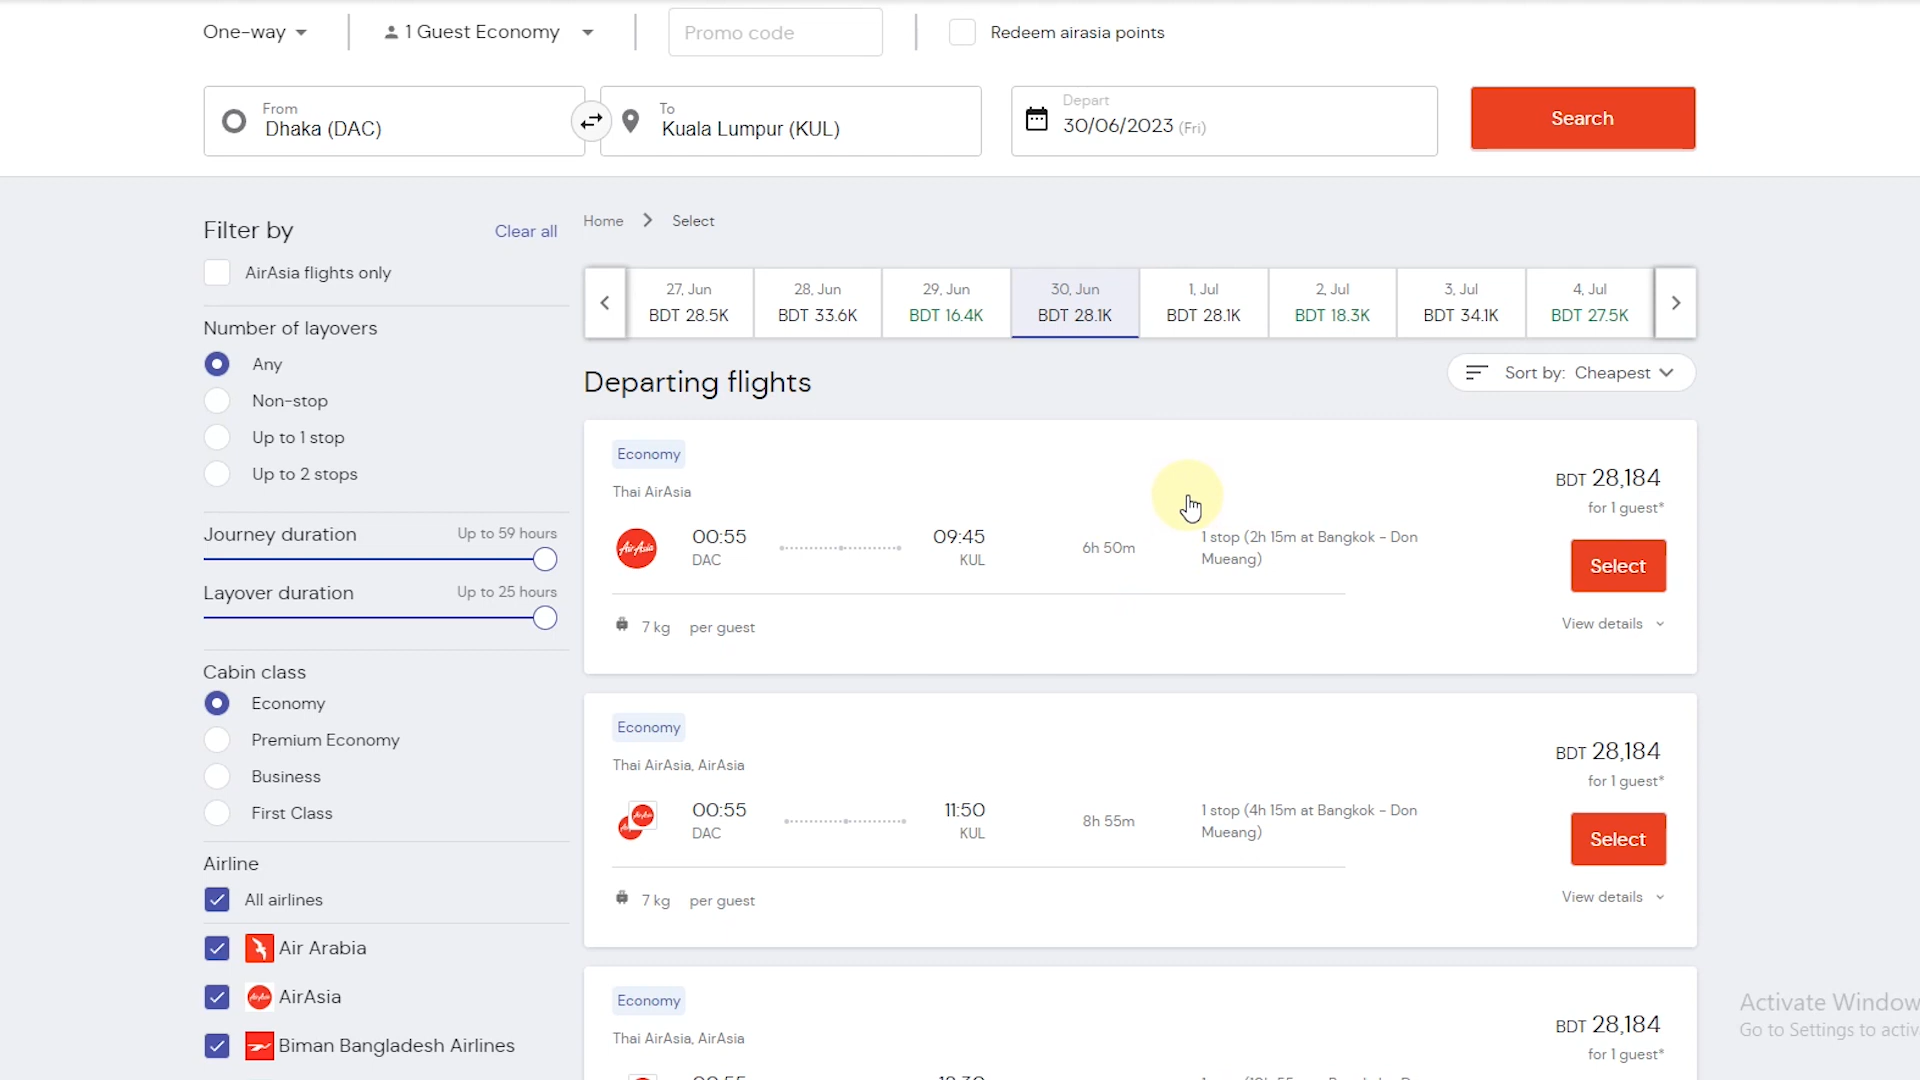 One-way
1 Guest Economy
Promo code
Redeem airasia points
From
Dhaka (DAC)
To
Kuala Lumpur (KUL)
Depart
30/06/2023 (Fri)
Search
Filter by
Clear all
AirAsia flights only
Number of layovers
Any
Non-stop
Up to 1 stop
Up to 2 stops
Journey duration
Up to 59 hours
Layover duration
Up to 25 hours
Cabin class
Economy
Premium Economy
Business
First Class
Airline
All airlines
Air Arabia
AirAsia
AirAsia
Biman Bangladesh Airlines
Home
Select
27, Jun
BDT 28.5K
28, Jun
BDT 33.6K
29, Jun
BDT 16.4K
30, Jun
BDT 28.1K
1, Jul
BDT 28.1K
2, Jul
BDT 18.3K
3, Jul
BDT 34.1K
4, Jul
BDT 27.5K
Departing flights
Sort by: Cheapest
Economy
Thai AirAsia
AirAsia
00:55
DAC
09:45
KUL
6h 50m
1 stop (2h 15m at Bangkok - Don
Mueang)
BDT 28,184
for 1 guest*
Select
View details
7 kg per guest
Economy
Thai AirAsia, AirAsia
00:55
DAC
11:50
KUL
8h 55m
1 stop (4h 15m at Bangkok - Don
Mueang)
BDT 28,184
for 1 guest*
Select
View details
7 kg per guest
Economy
Thai AirAsia, AirAsia
BDT 28,184
for 1 guest*
Activate Window
Go to Settings to activ